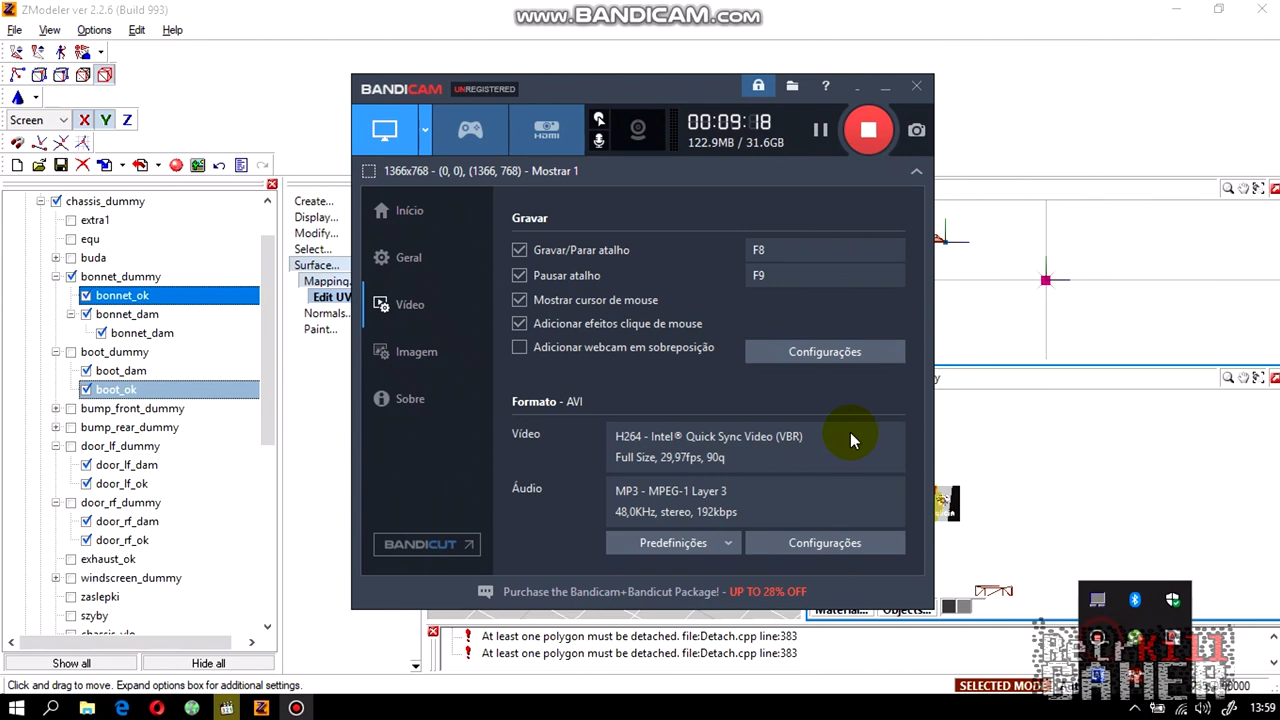 ZModeler ver 2.2.6 (Build 993)
www.BANDICAM.com
File View Options Edit Help
BANDICAM UNREGISTERED
HDMI
00:09:18
122.9MB / 31.6GB
Screen X Y Z
1366x768 - (0, 0), (1366, 768) - Mostrar 1
chassis_dummy
extra1
equ
buda
bonnet_dummy
bonnet_ok
bonnet_dam
bonnet_dam
boot_dummy
boot_dam
boot_ok
bump_front_dummy
bump_rear_dummy
door_lf_dummy
door_lf_dam
door_lf_ok
door_rf_dummy
door_rf_dam
door_rf_ok
exhaust_ok
windscreen_dummy
zaslepki
szyby
Show all
Hide all
Create...
Display...
Modify...
Select...
Surface...
Mapping...
Edit UV
Normals.
Paint...
Início
Geral
Vídeo
Imagem
Sobre
BANDICUT
Gravar
Gravar/Parar atalho
F8
Pausar atalho
F9
Mostrar cursor de mouse
Adicionar efeitos clique de mouse
Adicionar webcam em sobreposição
Configurações
Formato - AVI
Vídeo
H264 - Intel® Quick Sync Video (VBR)
Full Size, 29,97fps, 90q
Áudio
MP3 - MPEG-1 Layer 3
48,0KHz, stereo, 192kbps
Predefinições
Configurações
Purchase the Bandicam+Bandicut Package! - UP TO 28% OFF
At least one polygon must be detached. file:Detach.cpp line:383
At least one polygon must be detached. file:Detach.cpp line:383
Click and drag to move. Expand options box for additional settings.
SELECTED MO
GAMER
13:59